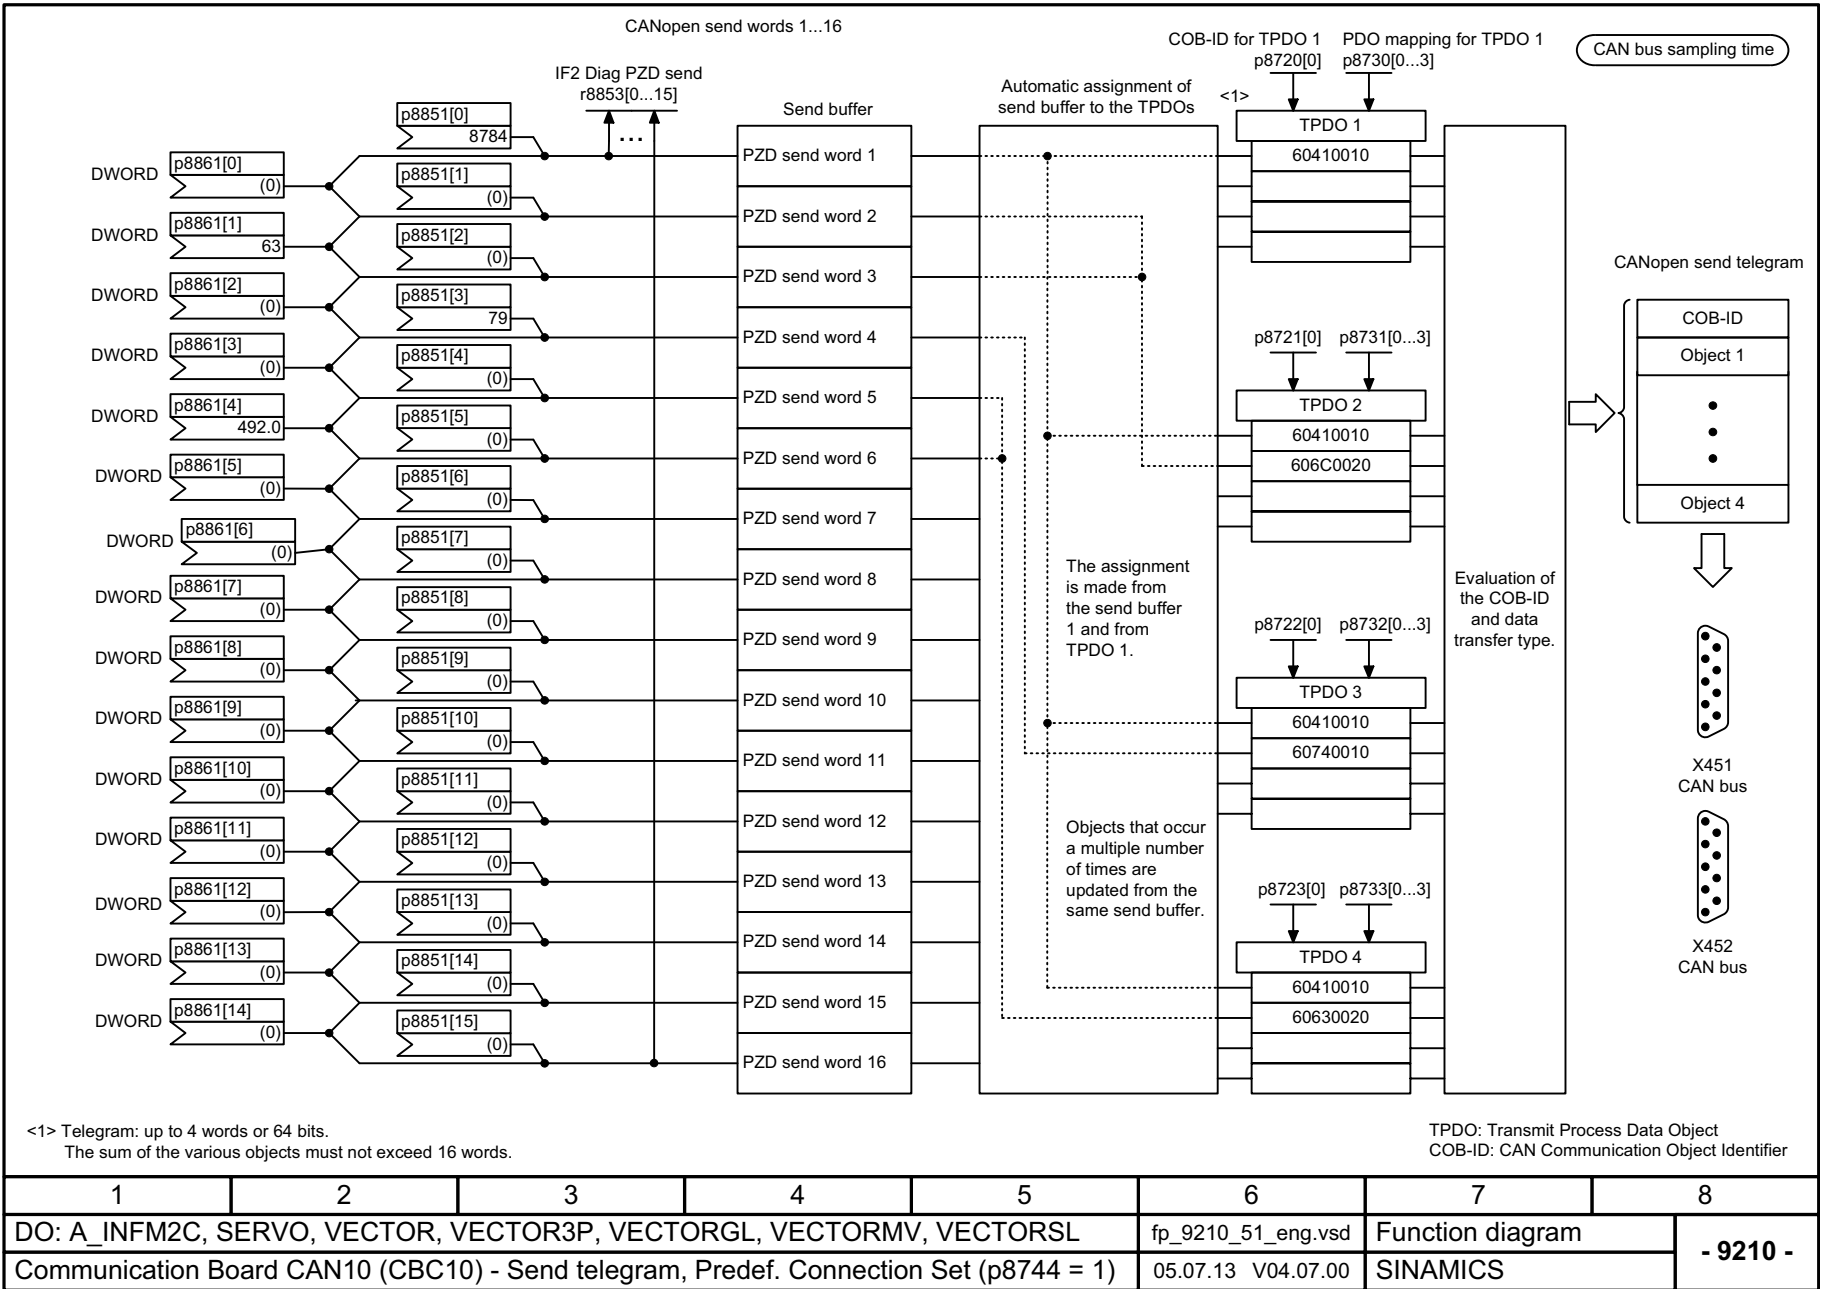 CANopen send words 1...16
IF2 Diag PZD send
r8853[0...15]
...
Send buffer
Automatic assignment of
send buffer to the TPDOs
COB-ID for TPDO 1
p8720[0]
PDO mapping for TPDO 1
p8730[0...3]
CAN bus sampling time
<1>
DWORD
p8861[0]
(0)
DWORD
p8861[1]
63
DWORD
p8861[2]
(0)
DWORD
p8861[3]
(0)
DWORD
p8861[4]
492.0
DWORD
p8861[5]
(0)
DWORD
p8861[6]
(0)
DWORD
p8861[7]
(0)
DWORD
p8861[8]
(0)
DWORD
p8861[9]
(0)
DWORD
p8861[10]
(0)
DWORD
p8861[11]
(0)
DWORD
p8861[12]
(0)
DWORD
p8861[13]
(0)
DWORD
p8861[14]
(0)
p8851[0]
8784
p8851[1]
(0)
p8851[2]
(0)
p8851[3]
79
p8851[4]
(0)
p8851[5]
(0)
p8851[6]
(0)
p8851[7]
(0)
p8851[8]
(0)
p8851[9]
(0)
p8851[10]
(0)
p8851[11]
(0)
p8851[12]
(0)
p8851[13]
(0)
p8851[14]
(0)
p8851[15]
(0)
PZD send word 1
PZD send word 2
PZD send word 3
PZD send word 4
PZD send word 5
PZD send word 6
PZD send word 7
PZD send word 8
PZD send word 9
PZD send word 10
PZD send word 11
PZD send word 12
PZD send word 13
PZD send word 14
PZD send word 15
PZD send word 16
The assignment
is made from
the send buffer
1 and from
TPDO 1.
Objects that occur
a multiple number
of times are
updated from the
same send buffer.
TPDO 1
60410010
p8721[0]
p8731[0...3]
TPDO 2
60410010
606C0020
p8722[0]
p8732[0...3]
TPDO 3
60410010
60740010
p8723[0]
p8733[0...3]
TPDO 4
60410010
60630020
Evaluation of
the COB-ID
and data
transfer type.
CANopen send telegram
COB-ID
Object 1
Object 4
X451
CAN bus
X452
CAN bus
<1> Telegram: up to 4 words or 64 bits.
The sum of the various objects must not exceed 16 words.
TPDO: Transmit Process Data Object
COB-ID: CAN Communication Object Identifier
1 2 3 4 5 6 7 8
DO: A_INFM2C, SERVO, VECTOR, VECTOR3P, VECTORGL, VECTORMV, VECTORSL
fp_9210_51_eng.vsd
Function diagram
- 9210 -
Communication Board CAN10 (CBC10) - Send telegram, Predef. Connection Set (p8744 = 1)
05.07.13 V04.07.00
SINAMICS